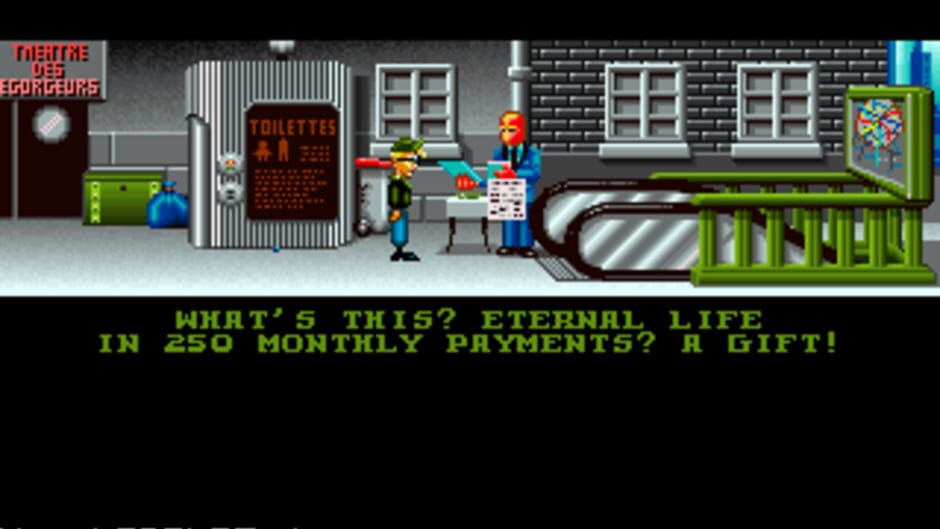 THEATRE
DES
EGORGEURS
TOILETTES
WHAT'S THIS? ETERNAL LIFE
IN 250 MONTHLY PAYMENTS? A GIFT!